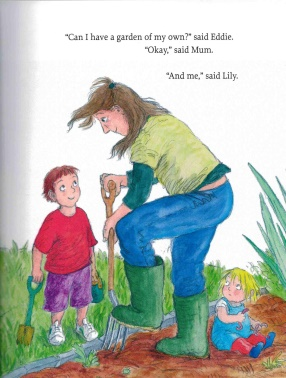 "Can I have a garden of my own?" said Eddie.
"Okay," said Mum.
"And me," said Lily.